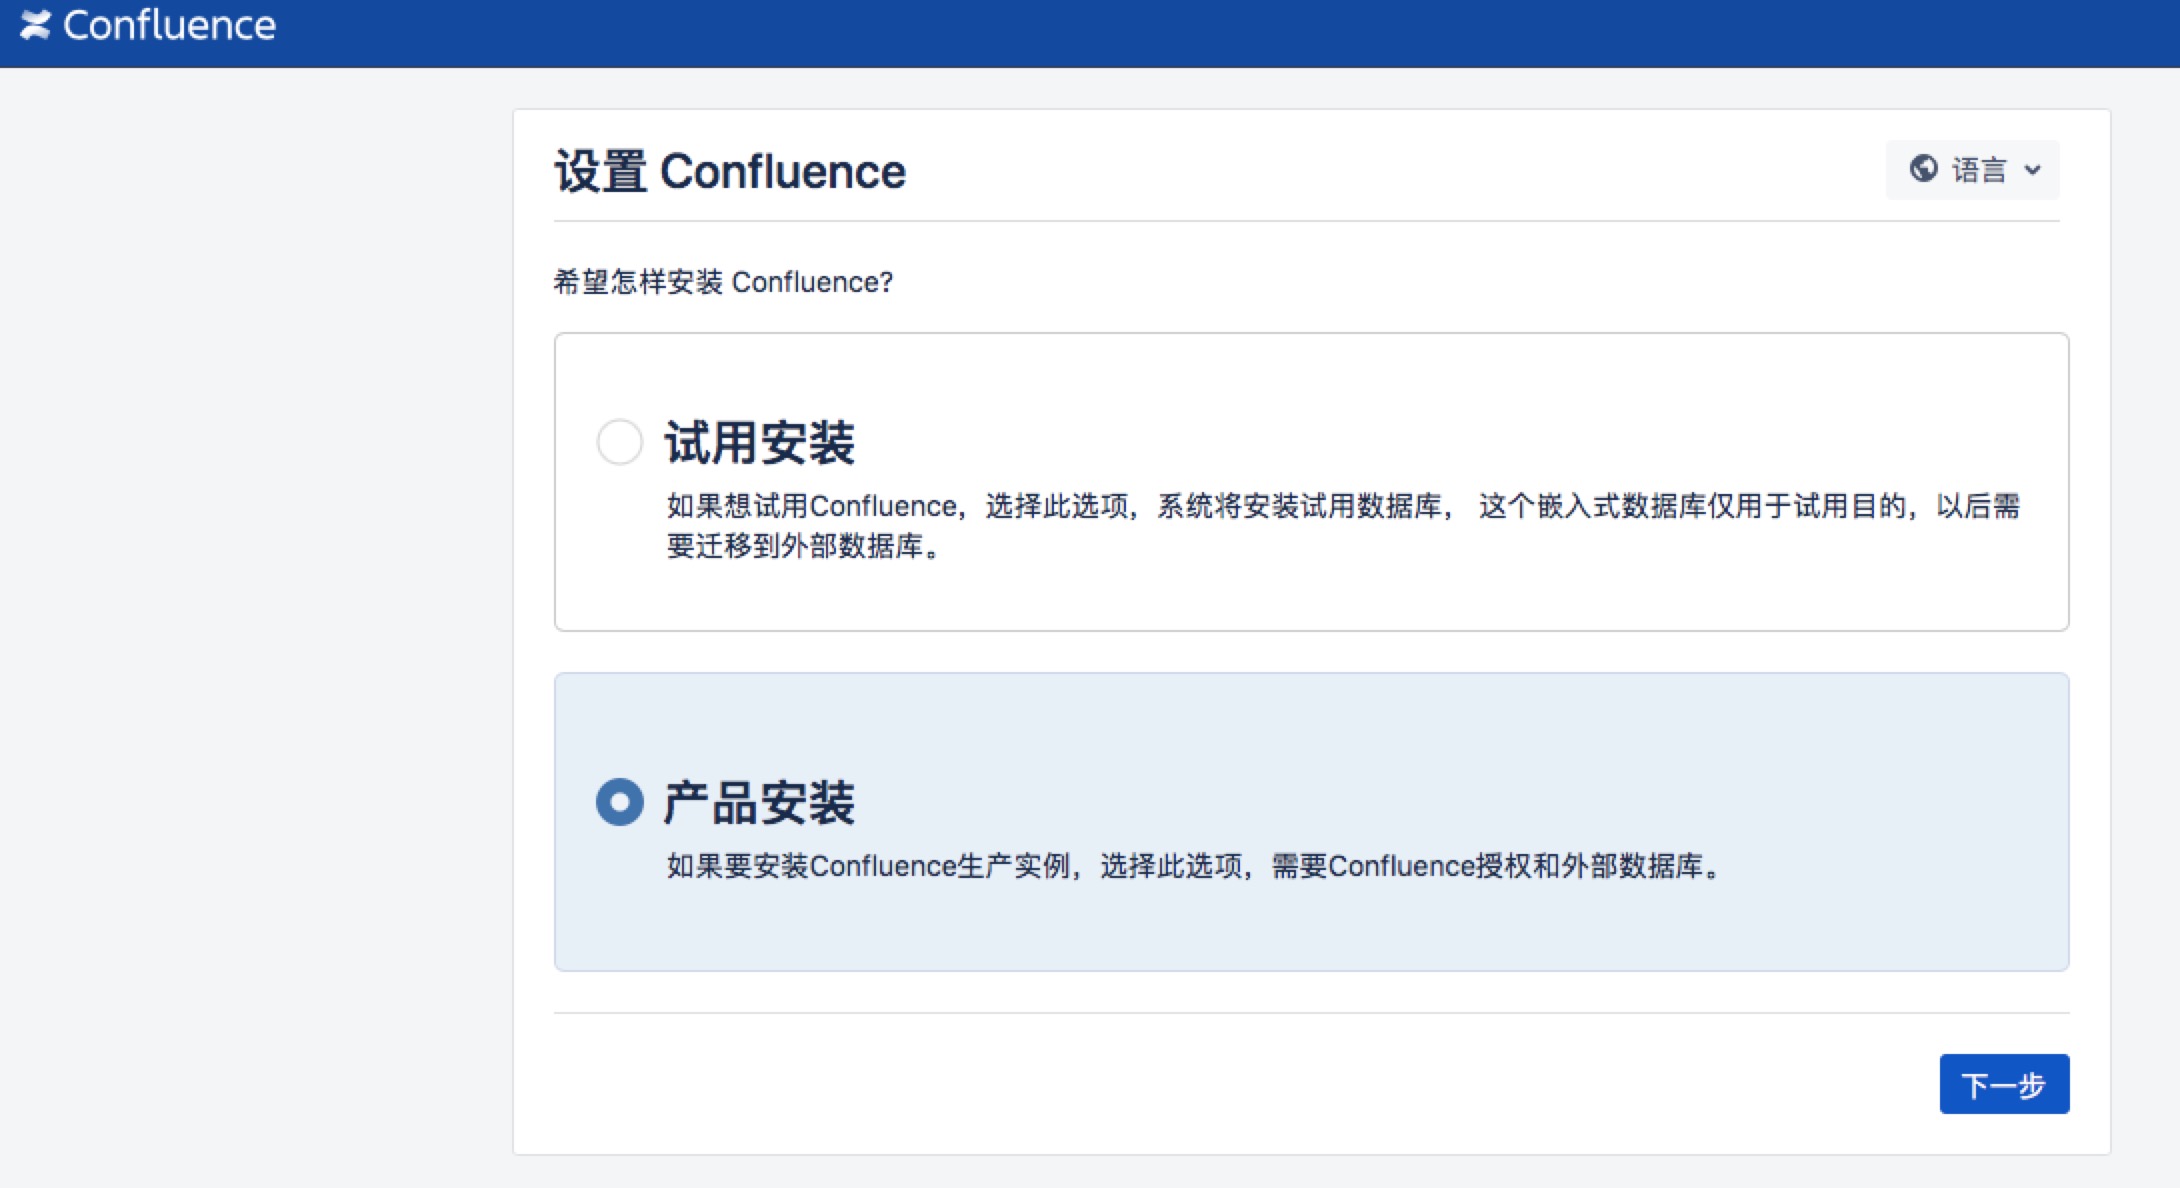 Confluence
设置 Confluence
语言
希望怎样安装 Confluence?
试用安装
如果想试用Confluence，选择此选项，系统将安装试用数据库， 这个嵌入式数据库仅用于试用目的，以后需
要迁移到外部数据库。
产品安装
如果要安装Confluence生产实例，选择此选项，需要Confluence授权和外部数据库。
下一步